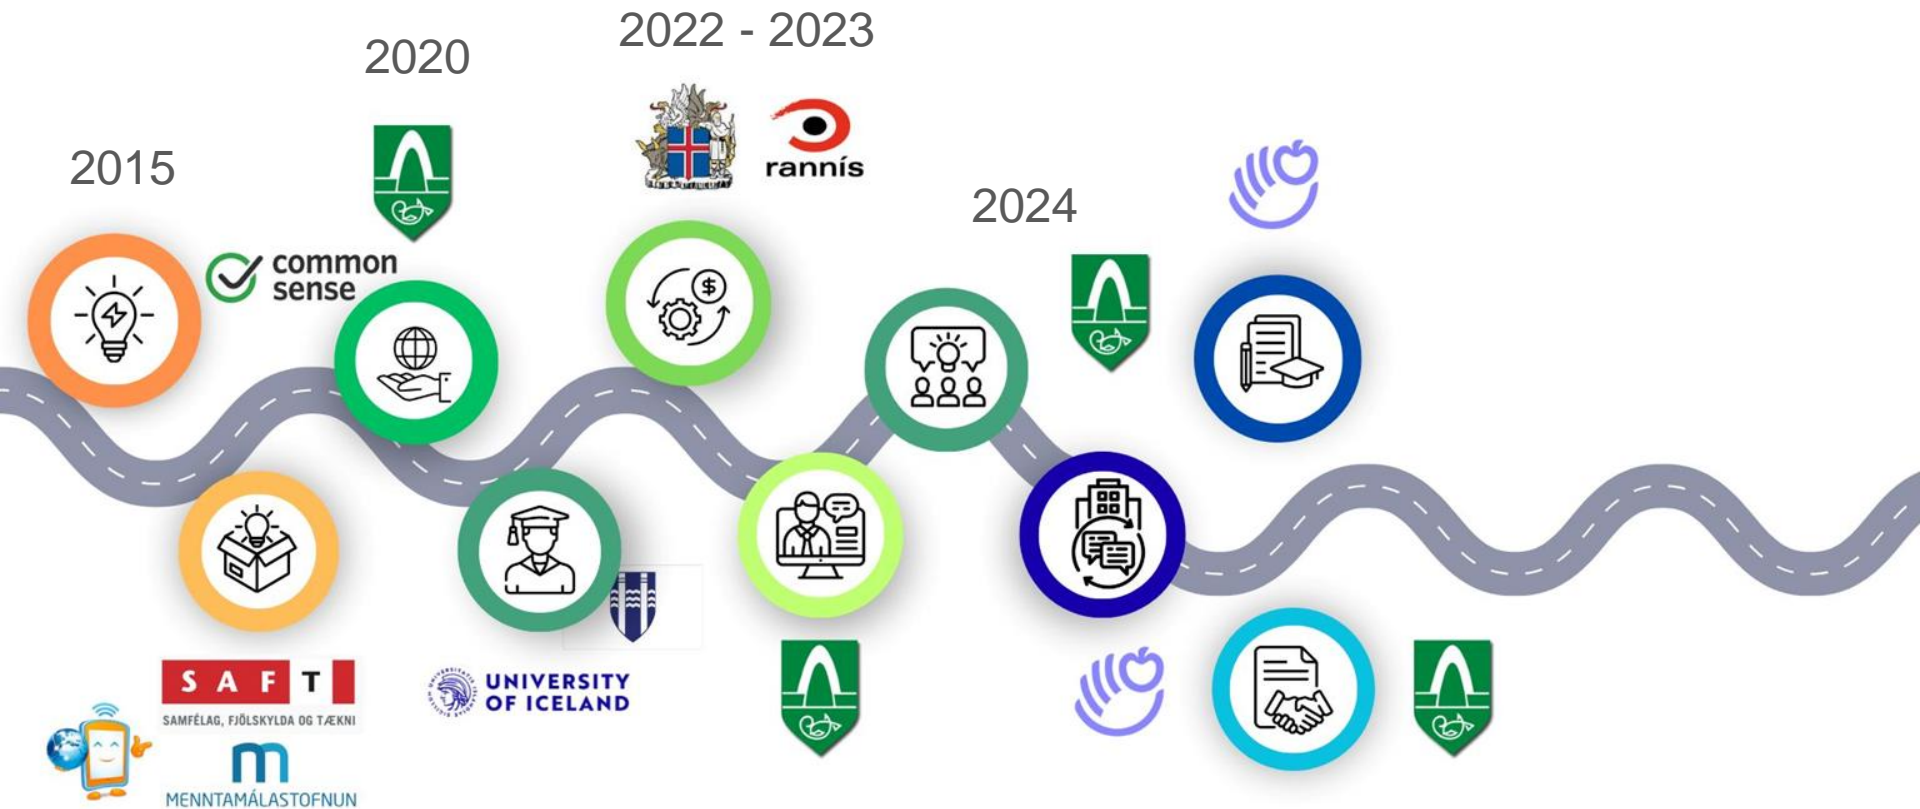 2015
2020
2022 - 2023
2024
common
sense
rannís
S A F T
SAMFÉLAG, FJÖLSKYLDA OG TÆKNI
MENNTAMÁLASTOFNUN
UNIVERSITY
OF ICELAND
$